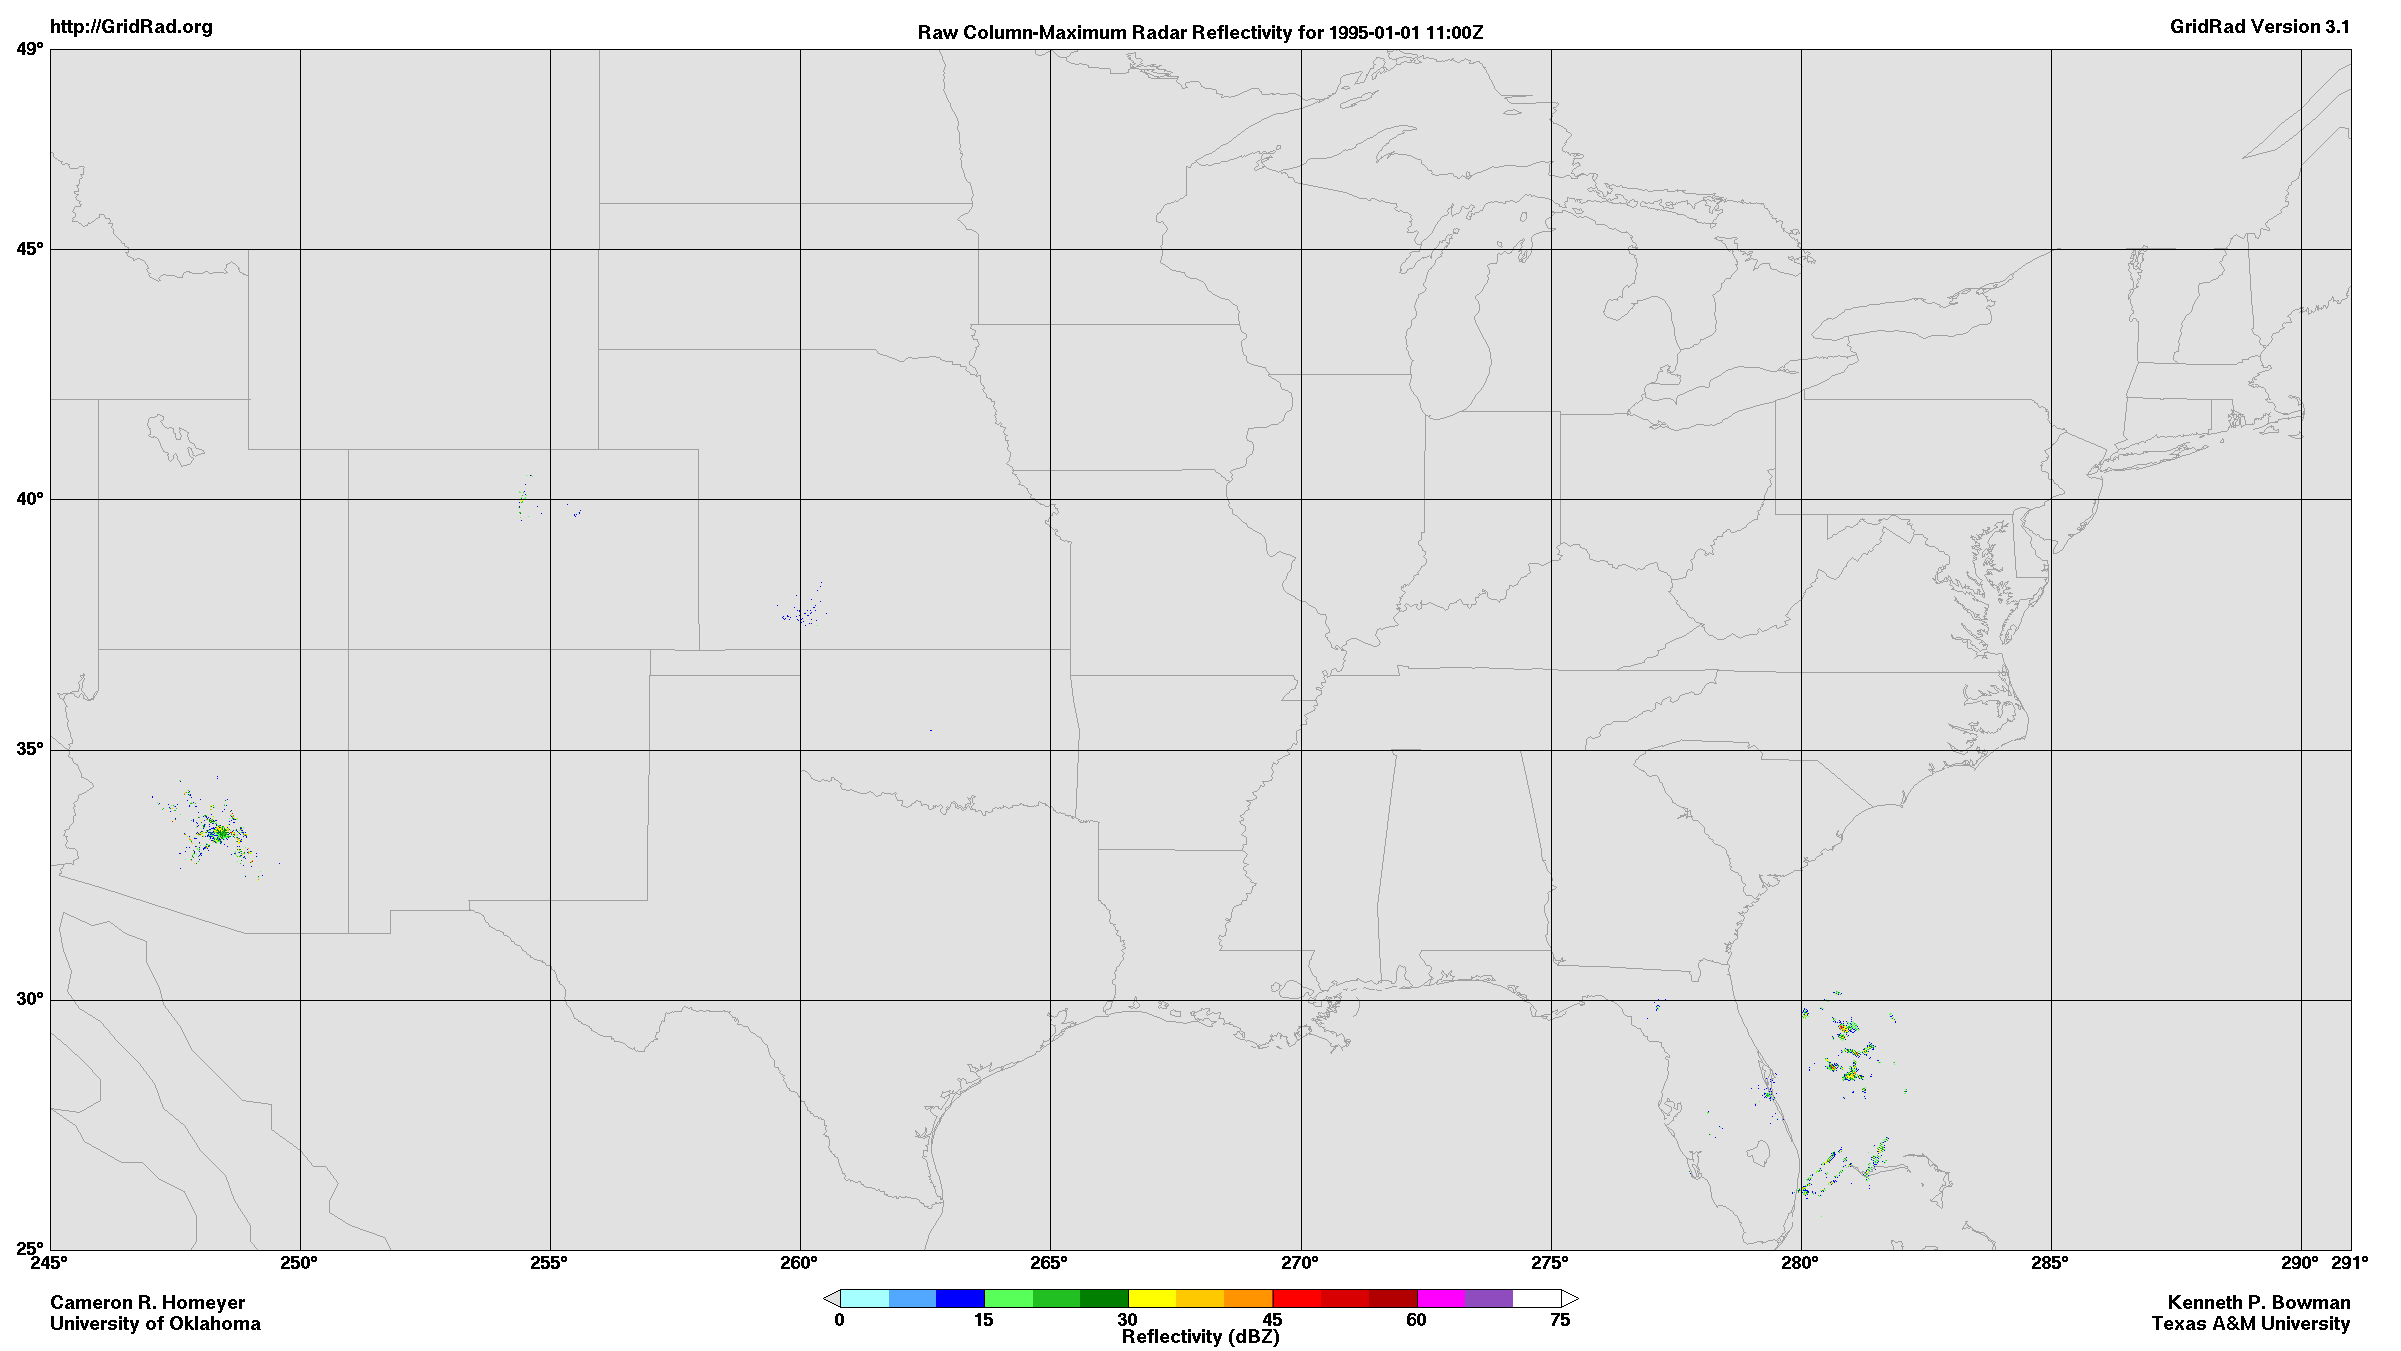 http://GridRad.org
Raw Column-Maximum Radar Reflectivity for 1995-01-01 11:00Z
GridRad Version 3.1
49°
45°
40°
35°
30°
25°
245° 250° 255° 260° 265° 270° 275° 280° 285° 290° 291°
0 15 30 45 60 75
Reflectivity (dBZ)
Cameron R. Homeyer
University of Oklahoma
Kenneth P. Bowman
Texas A&M University